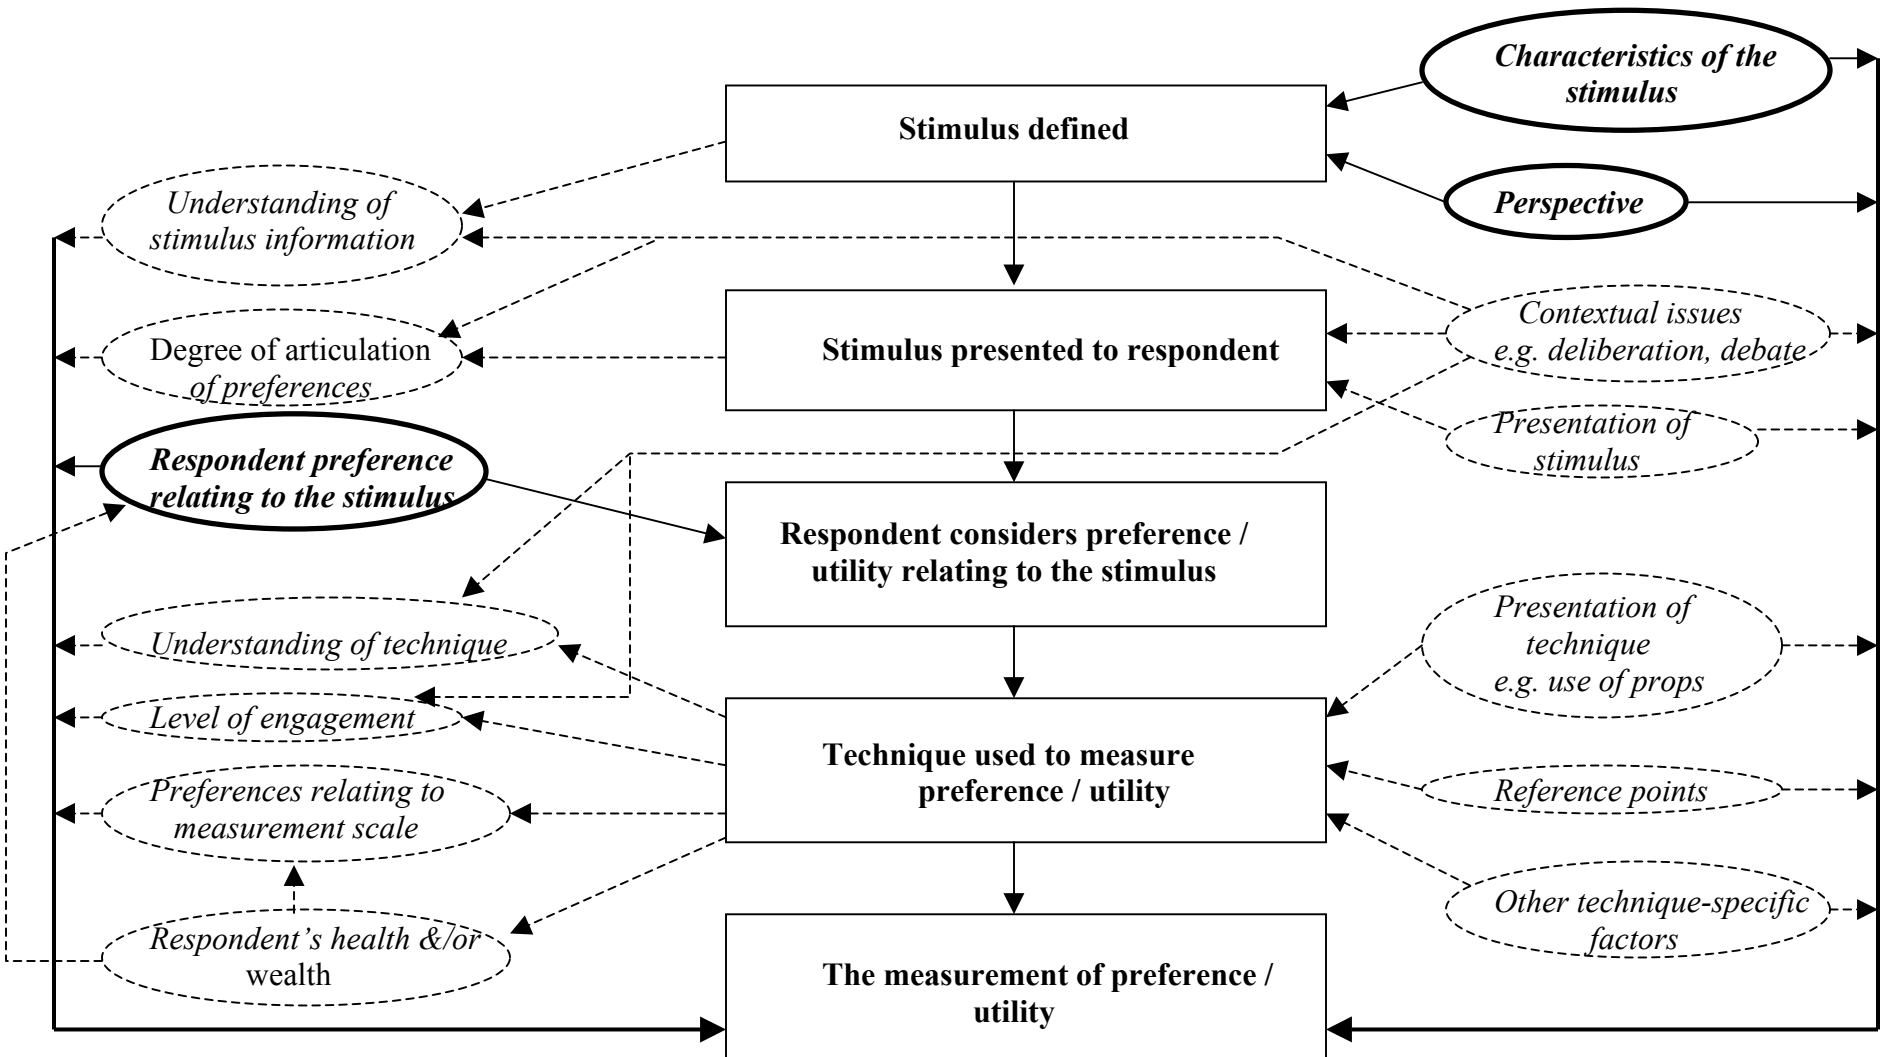 Characteristics of the
stimulus
Stimulus defined
Perspective
Understanding of
stimulus information
Contextual issues
e.g. deliberation, debate
Degree of articulation
of preferences
Stimulus presented to respondent
Presentation of
stimulus
Respondent preference
relating to the stimulus
Respondent considers preference /
utility relating to the stimulus
Presentation of
technique
e.g. use of props
Understanding of technique
Level of engagement
Technique used to measure
preference / utility
Preferences relating to
measurement scale
Reference points
Other technique-specific
factors
Respondent’s health &/or
wealth
The measurement of preference /
utility